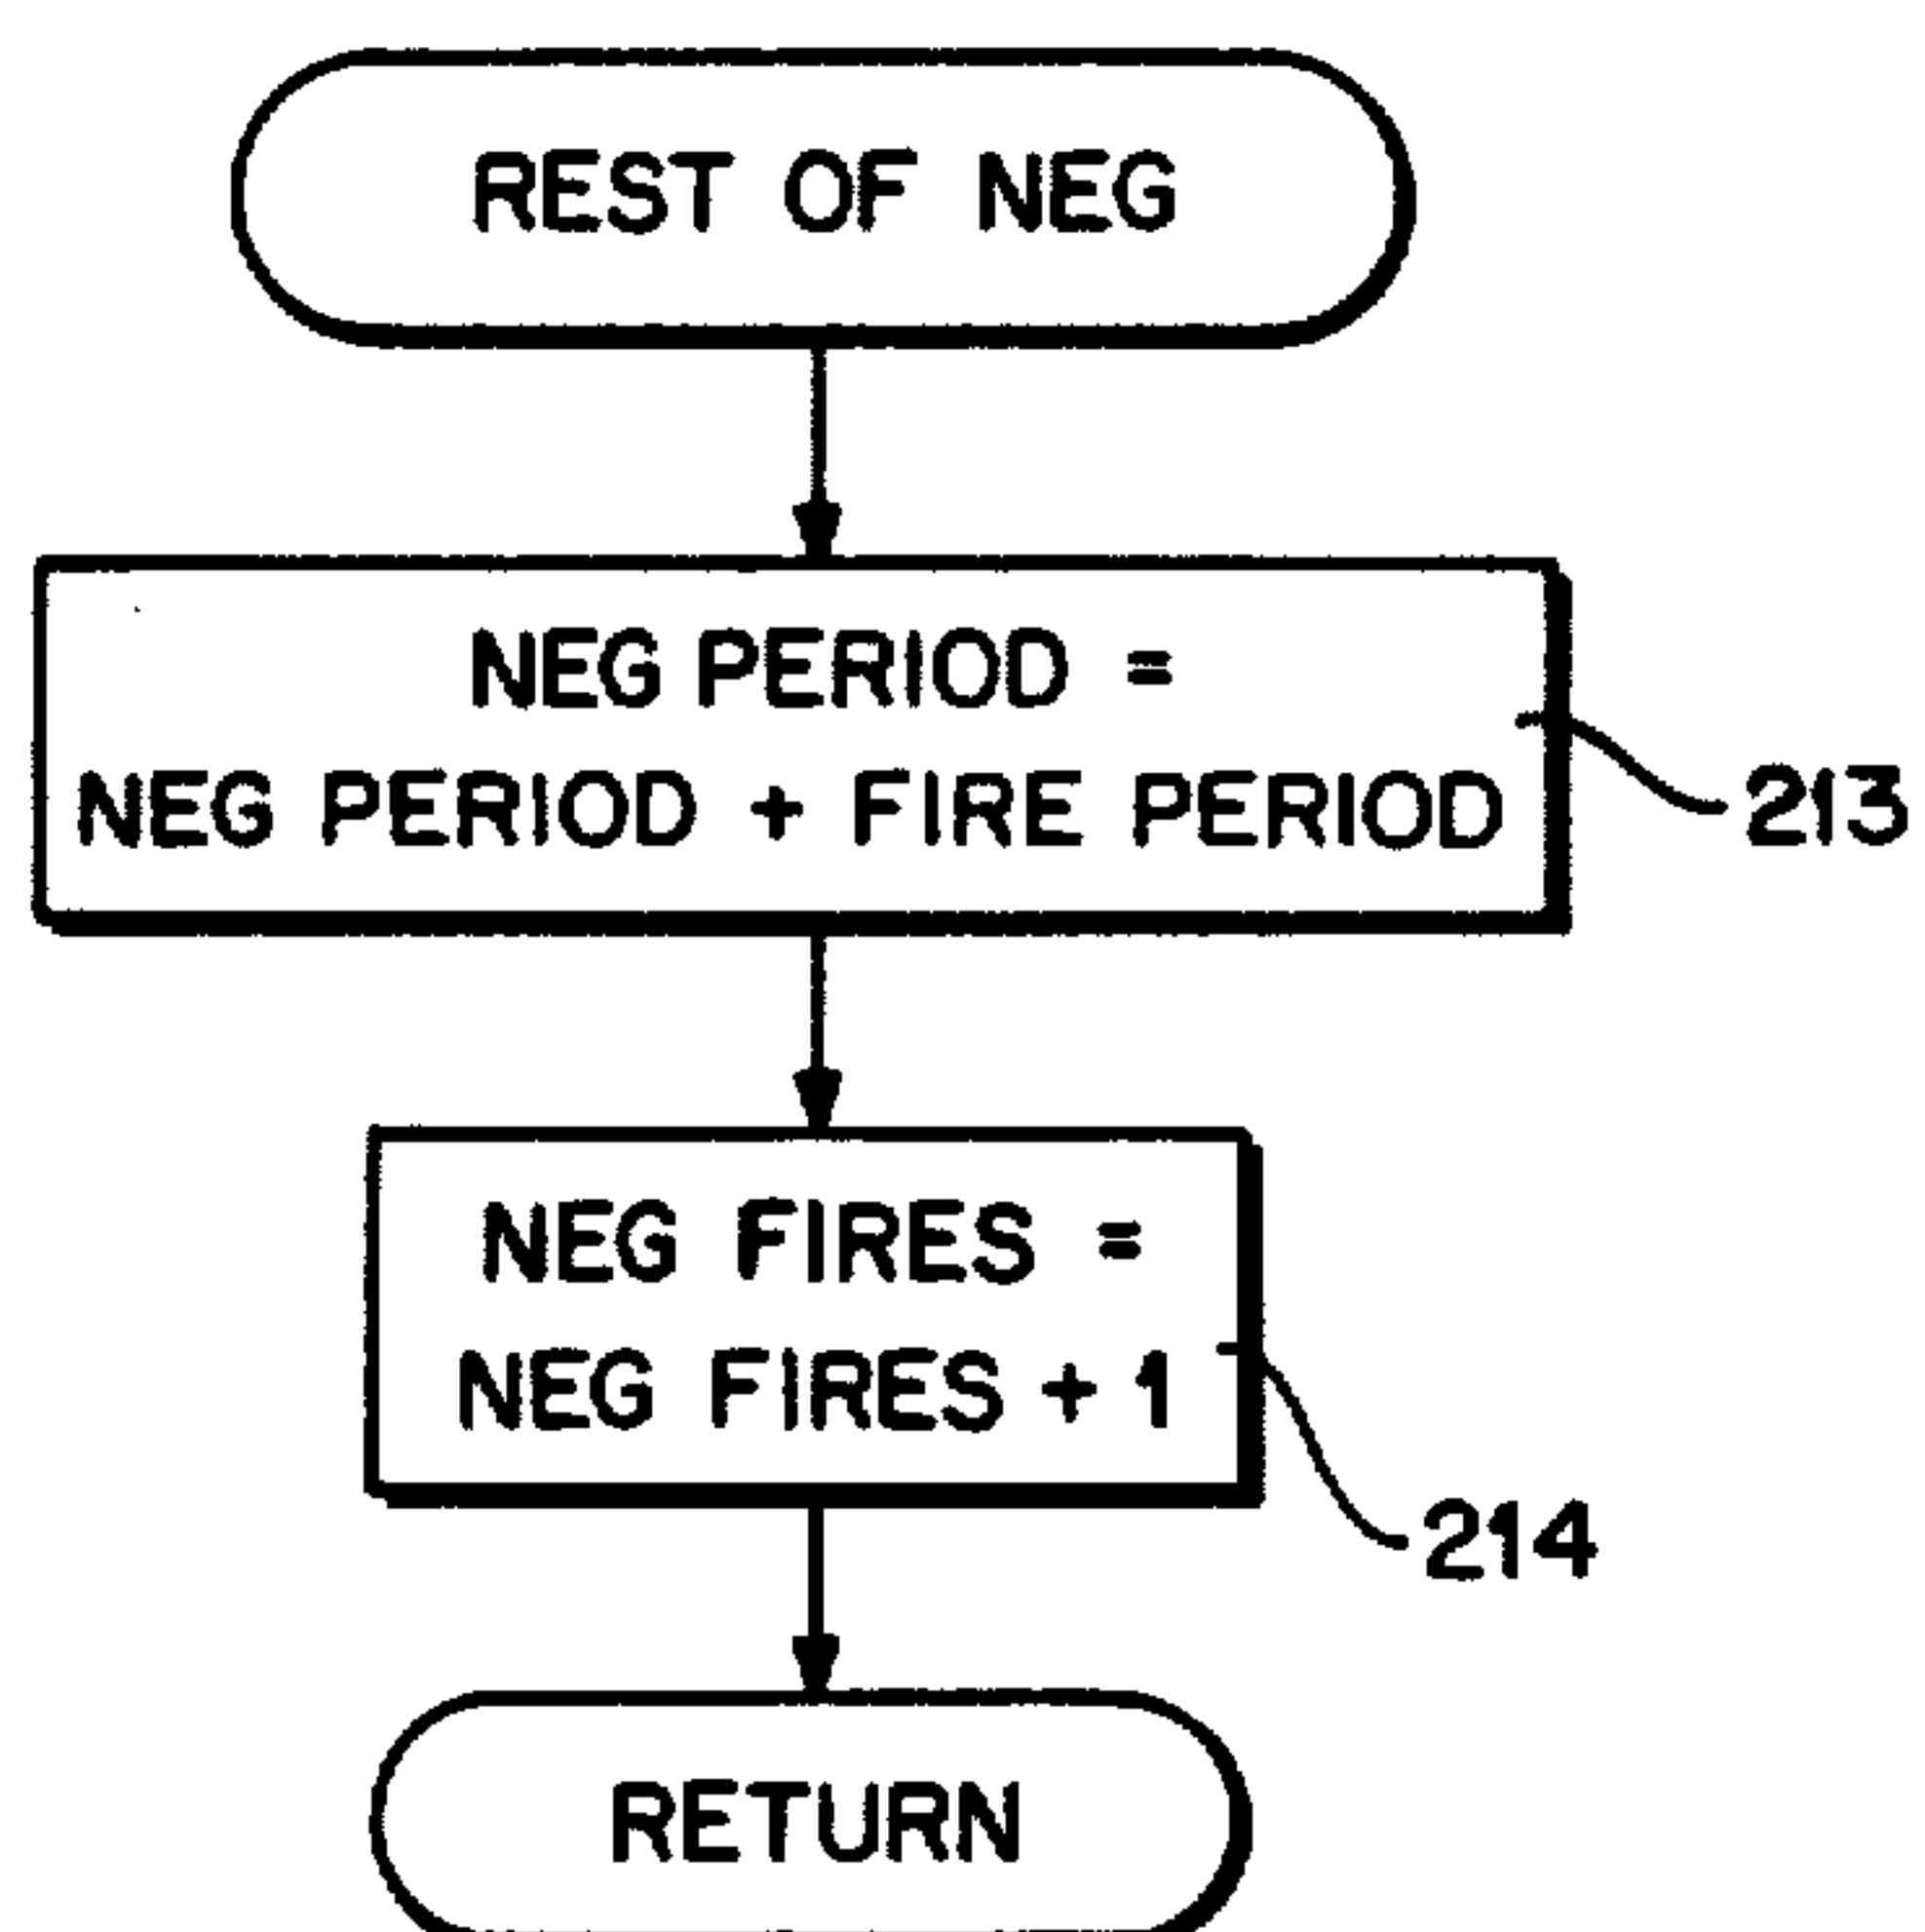 REST OF NEG
NEG PERIOD =
NEG PERIOD + FIRE PERIOD
213
NEG FIRES =
NEG FIRES + 1
214
RETURN